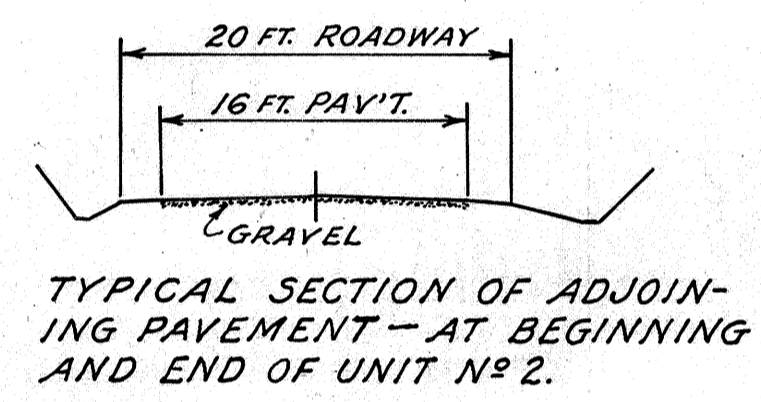 20 FT. ROADWAY
16 FT. PAV'T.
GRAVEL
TYPICAL SECTION OF ADJOIN-
ING PAVEMENT — AT BEGINNING
AND END OF UNIT Nº 2.